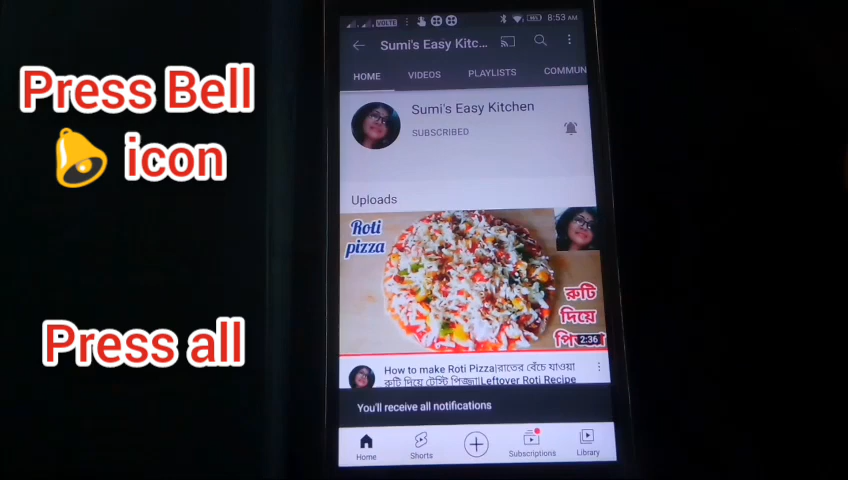 Press Bell
icon
Press all
VOLTE
8:53 AM
Sumi's Easy Kitc...
HOME
VIDEOS
PLAYLISTS
COMMUN
Sumi's Easy Kitchen
SUBSCRIBED
Uploads
Roti
pizza
রুটি
দিয়ে
2:36
How to make Roti Pizza|রাতের বেঁচে যাওয়া
রুটি দিয়ে টেস্টি পিজ্জা||Leftover Roti Recipe
You'll receive all notifications
Home
Shorts
Subscriptions
Library